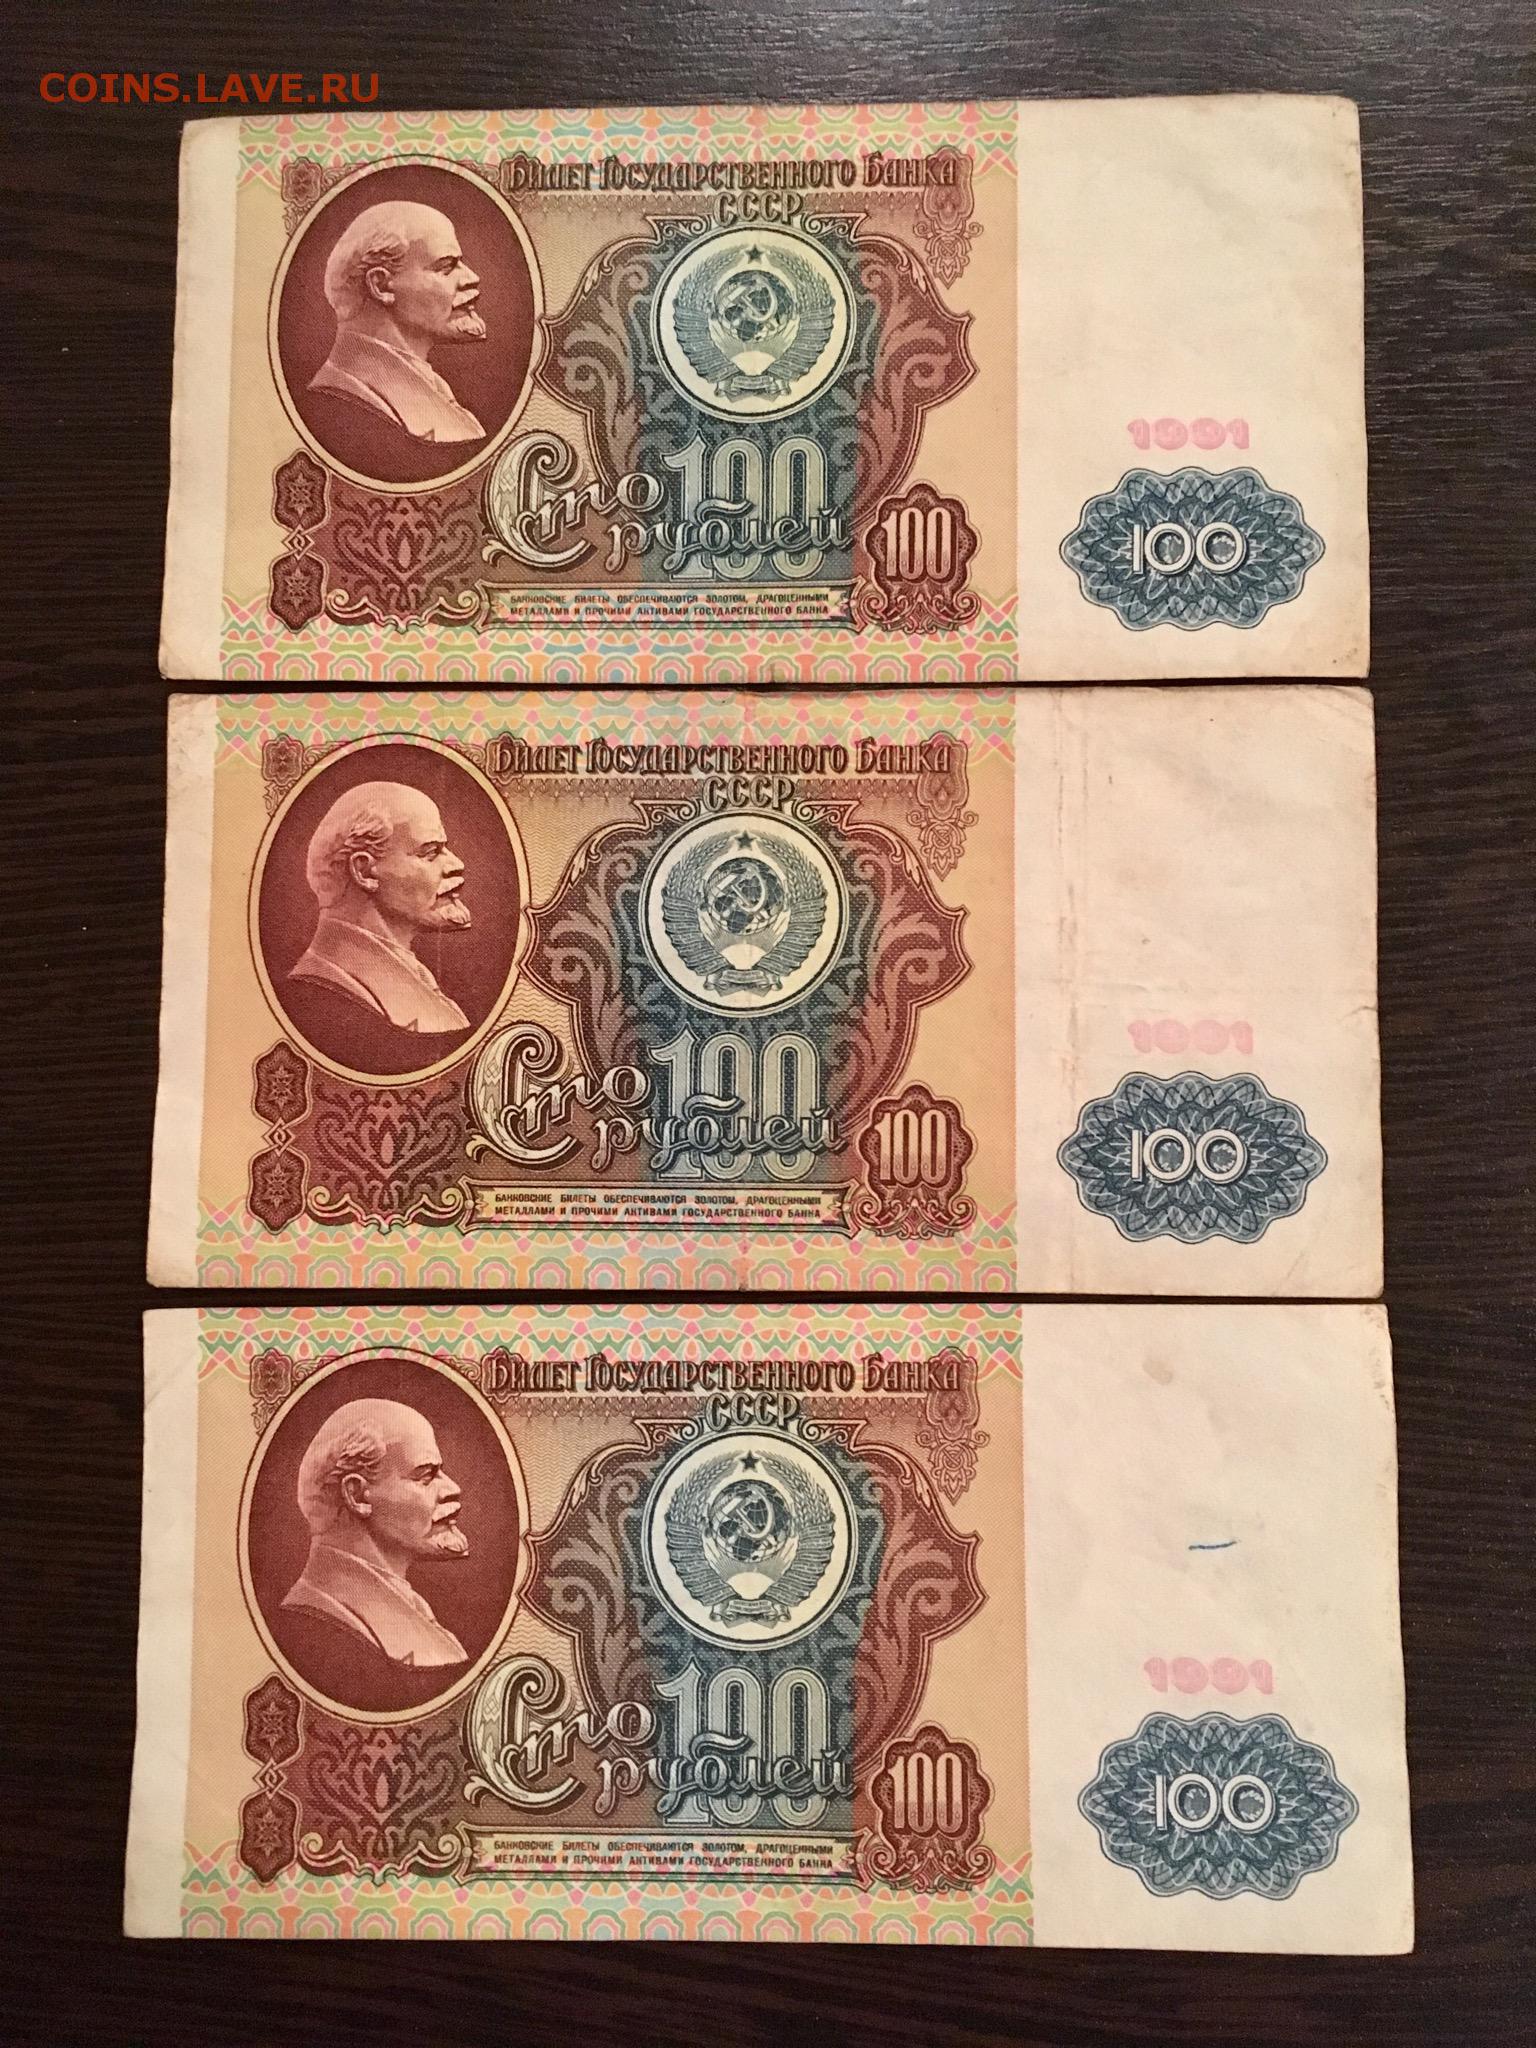 COINS.LAVE.RU
Билет Государственного Банка
СССР
100
Сто
рублей
100
БАНКОВСКИЕ БИЛЕТЫ ОБЕСПЕЧИВАЮТСЯ ЗОЛОТОМ, ДРАГОЦЕННЫМИ
МЕТАЛЛАМИ И ПРОЧИМИ АКТИВАМИ ГОСУДАРСТВЕННОГО БАНКА
100
1991
100
Билет Государственного Банка
СССР
100
Сто
рублей
100
БАНКОВСКИЕ БИЛЕТЫ ОБЕСПЕЧИВАЮТСЯ ЗОЛОТОМ, ДРАГОЦЕННЫМИ
МЕТАЛЛАМИ И ПРОЧИМИ АКТИВАМИ ГОСУДАРСТВЕННОГО БАНКА
100
1991
100
Билет Государственного Банка
СССР
100
Сто
рублей
100
БАНКОВСКИЕ БИЛЕТЫ ОБЕСПЕЧИВАЮТСЯ ЗОЛОТОМ, ДРАГОЦЕННЫМИ
МЕТАЛЛАМИ И ПРОЧИМИ АКТИВАМИ ГОСУДАРСТВЕННОГО БАНКА
100
1991
100